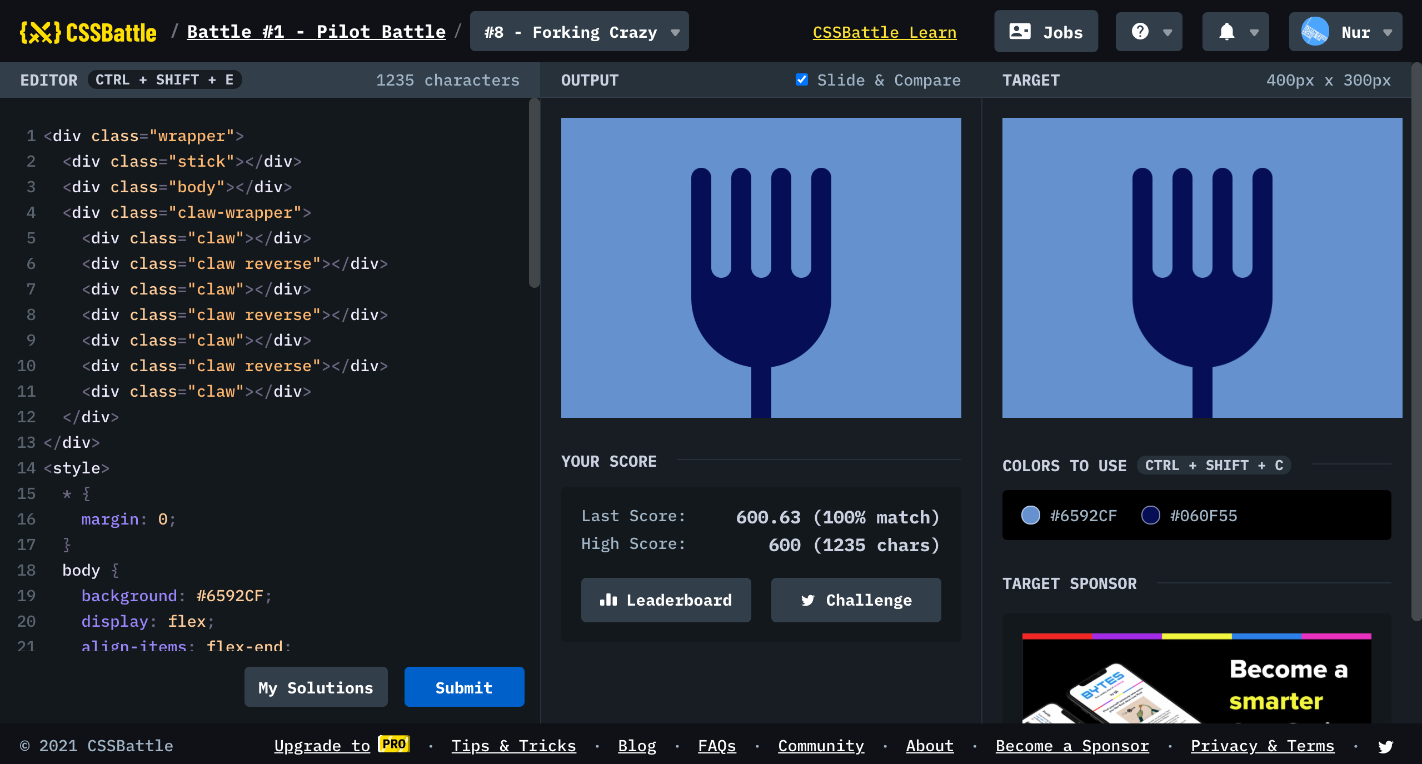 CSSBattle / Battle #1 - Pilot Battle / #8 - Forking Crazy CSSBattle Learn Jobs Nur
EDITOR CTRL + SHIFT + E 1235 characters
1 <div class="wrapper">
2 <div class="stick"></div>
3 <div class="body"></div>
4 <div class="claw-wrapper">
5 <div class="claw"></div>
6 <div class="claw reverse"></div>
7 <div class="claw"></div>
8 <div class="claw reverse"></div>
9 <div class="claw"></div>
10 <div class="claw reverse"></div>
11 <div class="claw"></div>
12 </div>
13 </div>
14 <style>
15 * {
16 margin: 0;
17 }
18 body {
19 background: #6592CF;
20 display: flex;
21 align-items: flex-end;
My Solutions Submit
OUTPUT Slide & Compare
YOUR SCORE
Last Score: 600.63 (100% match)
High Score: 600 (1235 chars)
Leaderboard Challenge
TARGET 400px x 300px
COLORS TO USE CTRL + SHIFT + C
#6592CF #060F55
TARGET SPONSOR
BYTES
Become a
smarter
© 2021 CSSBattle Upgrade to PRO · Tips & Tricks · Blog · FAQs · Community · About · Become a Sponsor · Privacy & Terms ·